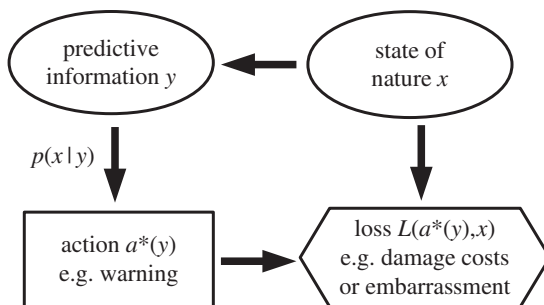 predictive
information y
state of
nature x
p(x | y)
action a*(y)
e.g. warning
loss L(a*(y),x)
e.g. damage costs
or embarrassment